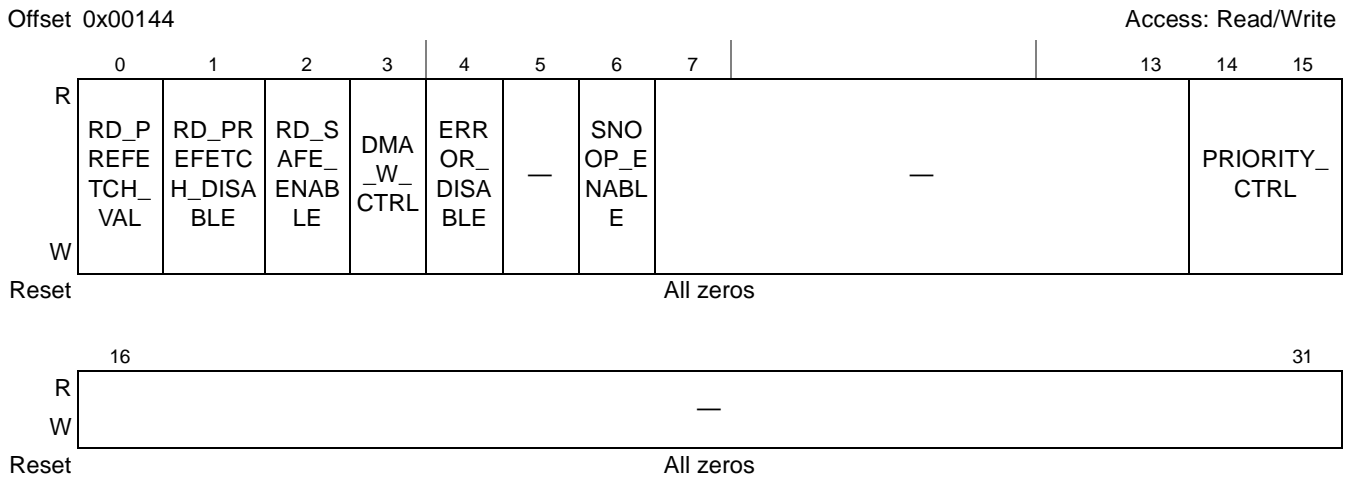 Offset 0x00144 Access: Read/Write
0 1 2 3 4 5 6 7 13 14 15
R
RD_P
REFE
TCH_
VAL
RD_PR
EFETC
H_DISA
BLE
RD_S
AFE_
ENAB
LE
DMA
_W_
CTRL
ERR
OR_
DISA
BLE
—
SNO
OP_E
NABL
E
—
PRIORITY_
CTRL
W
Reset All zeros
16 31
R
—
W
Reset All zeros